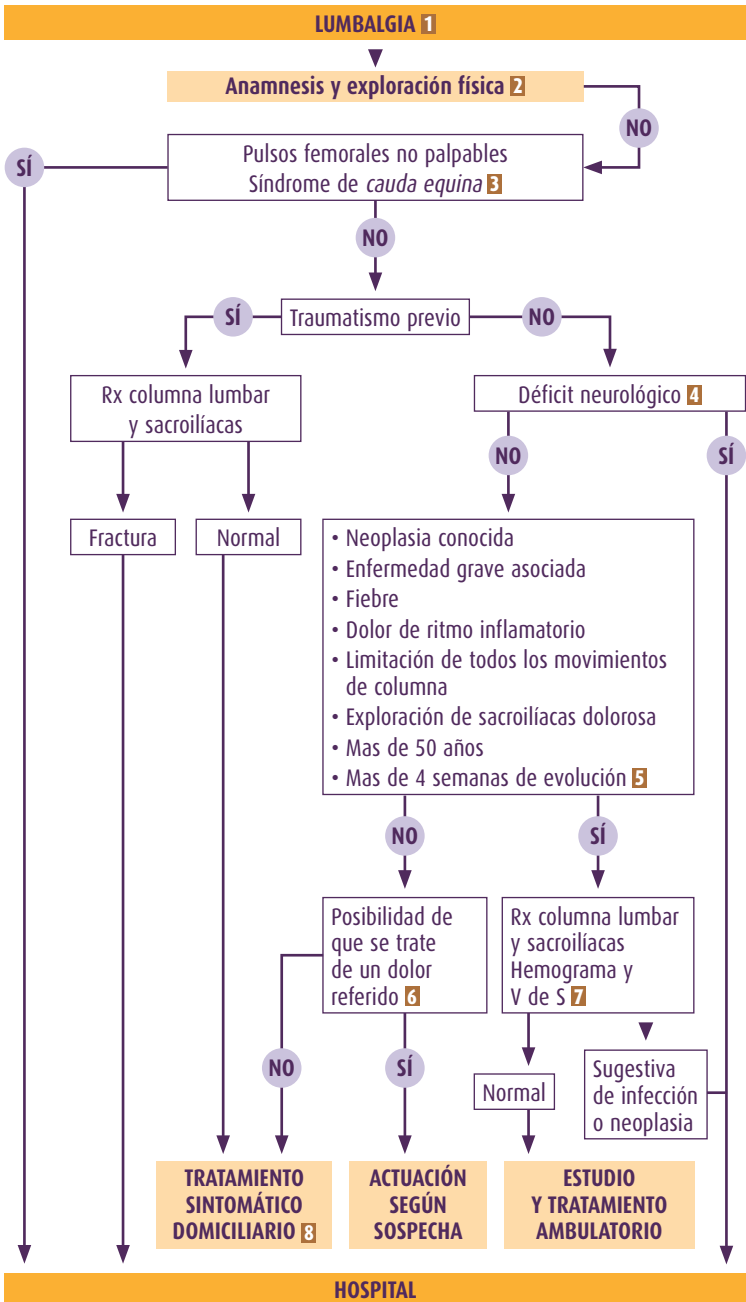 LUMBALGIA 1
Anamnesis y exploración física 2
NO
SÍ
Pulsos femorales no palpables
Síndrome de cauda equina 3
NO
SÍ
Traumatismo previo
NO
Rx columna lumbar
y sacroilíacas
Déficit neurológico 4
NO
SÍ
Fractura
Normal
• Neoplasia conocida
• Enfermedad grave asociada
• Fiebre
• Dolor de ritmo inflamatorio
• Limitación de todos los movimientos
de columna
• Exploración de sacroilíacas dolorosa
• Mas de 50 años
• Mas de 4 semanas de evolución 5
NO
SÍ
Posibilidad de
que se trate
de un dolor
referido 6
Rx columna lumbar
y sacroilíacas
Hemograma y
V de S 7
NO
SÍ
Normal
Sugestiva
de infección
o neoplasia
TRATAMIENTO
SINTOMÁTICO
DOMICILIARIO 8
ACTUACIÓN
SEGÚN
SOSPECHA
ESTUDIO
Y TRATAMIENTO
AMBULATORIO
HOSPITAL